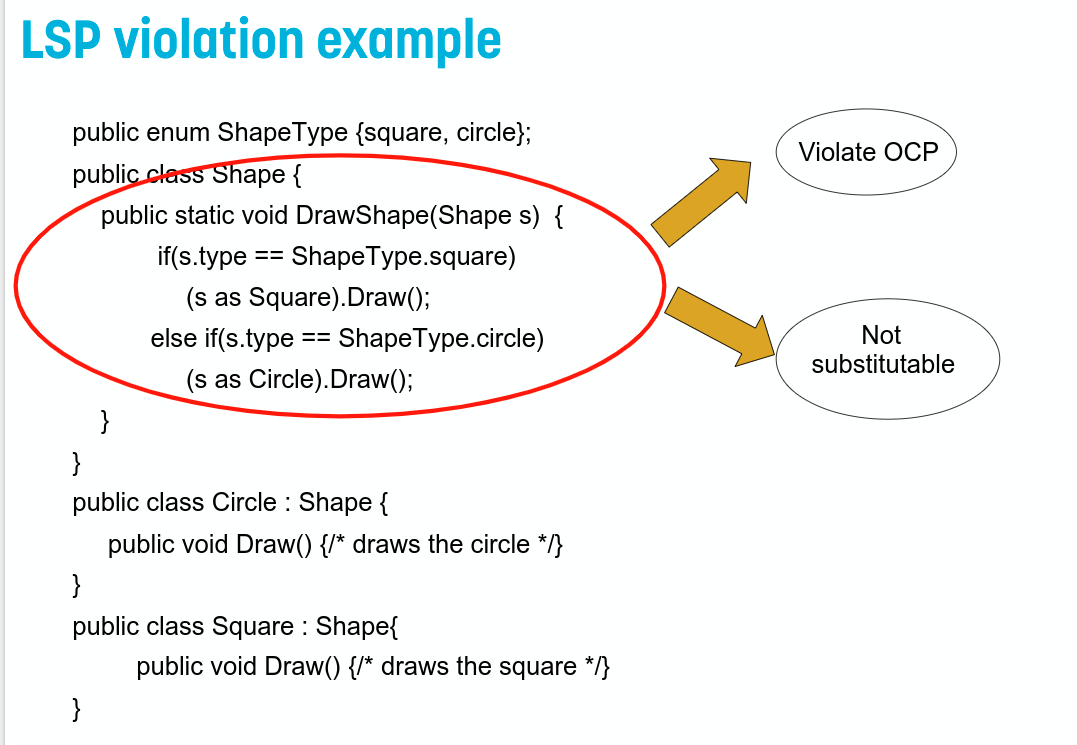 LSP violation example
public enum ShapeType {square, circle};
public class Shape {
public static void DrawShape(Shape s) {
if(s.type == ShapeType.square)
(s as Square).Draw();
else if(s.type == ShapeType.circle)
(s as Circle).Draw();
}
}
public class Circle : Shape {
public void Draw() {/* draws the circle */}
}
public class Square : Shape{
public void Draw() {/* draws the square */}
}
Violate OCP
Not
substitutable